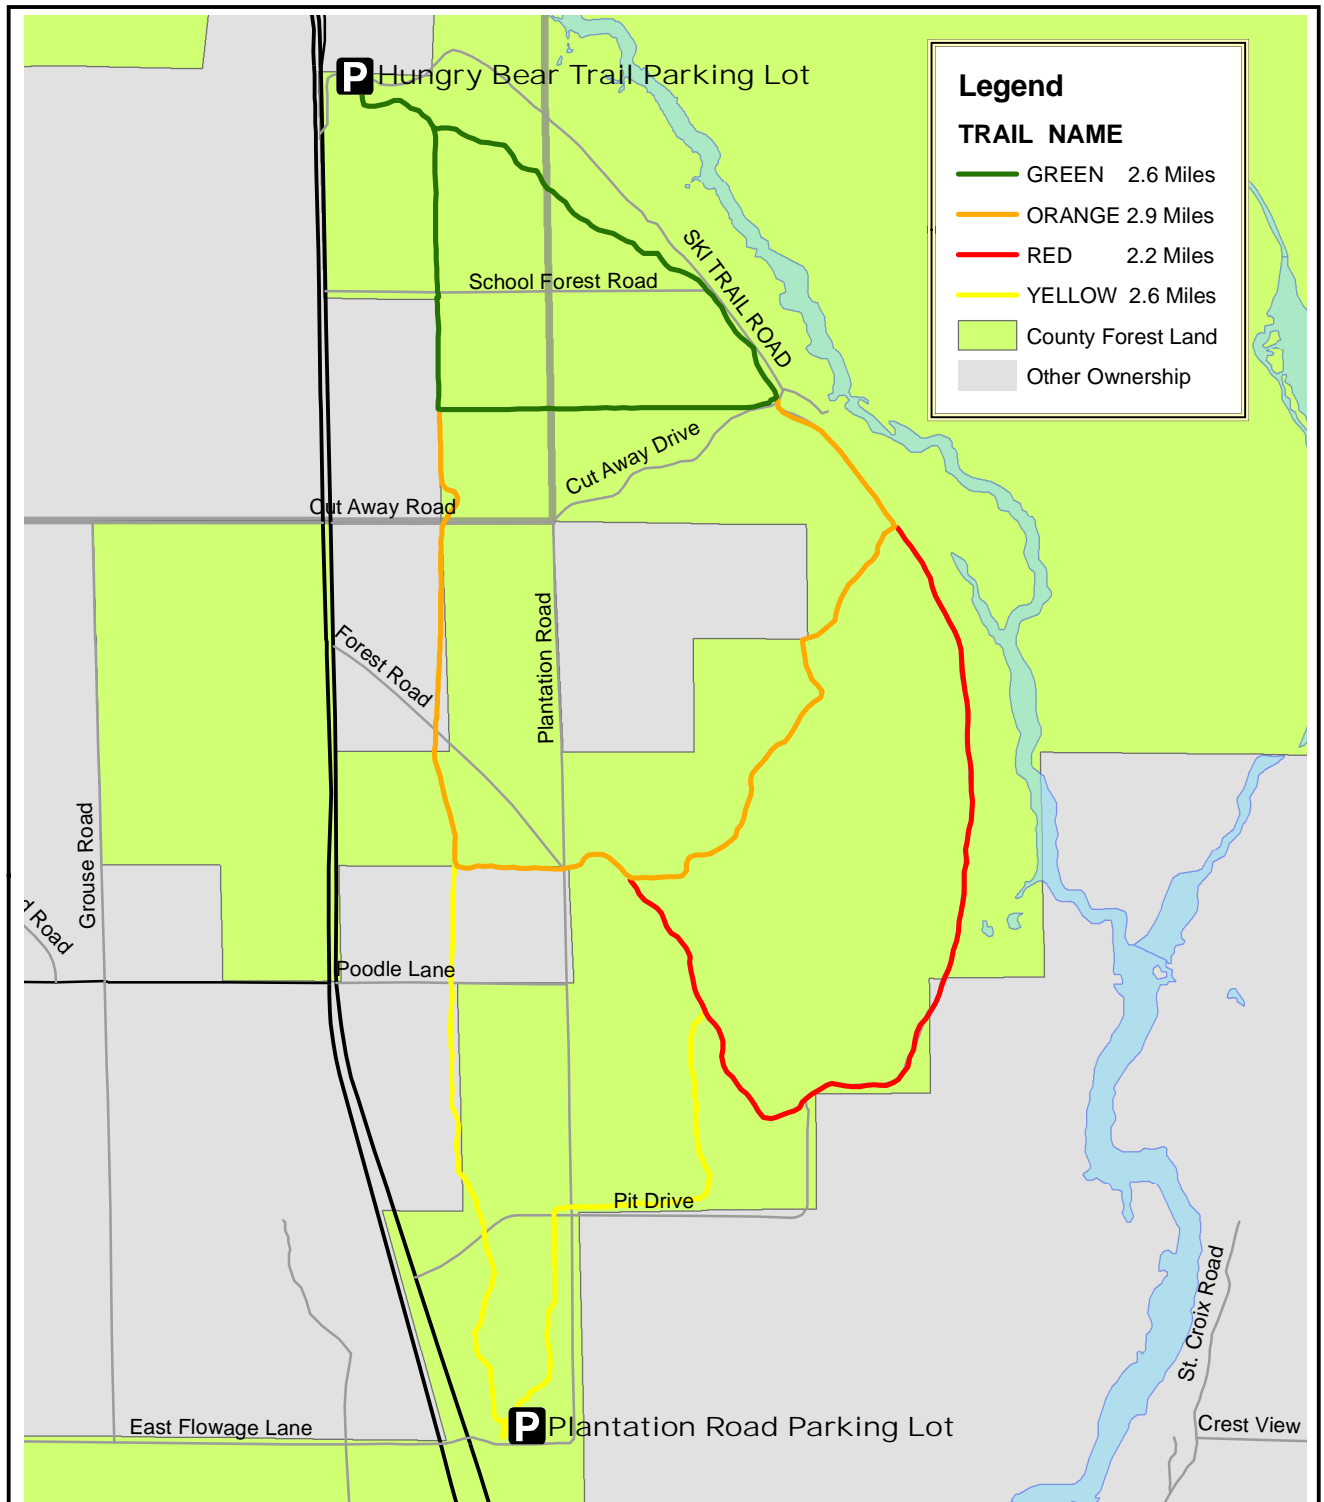 P Hungry Bear Trail Parking Lot
Legend
TRAIL NAME
GREEN 2.6 Miles
ORANGE 2.9 Miles
RED 2.2 Miles
YELLOW 2.6 Miles
County Forest Land
Other Ownership
SKI TRAIL ROAD
School Forest Road
Cut Away Drive
Cut Away Road
Plantation Road
Forest Road
Grouse Road
d Road
Poodle Lane
Pit Drive
St. Croix Road
East Flowage Lane
P Plantation Road Parking Lot
Crest View